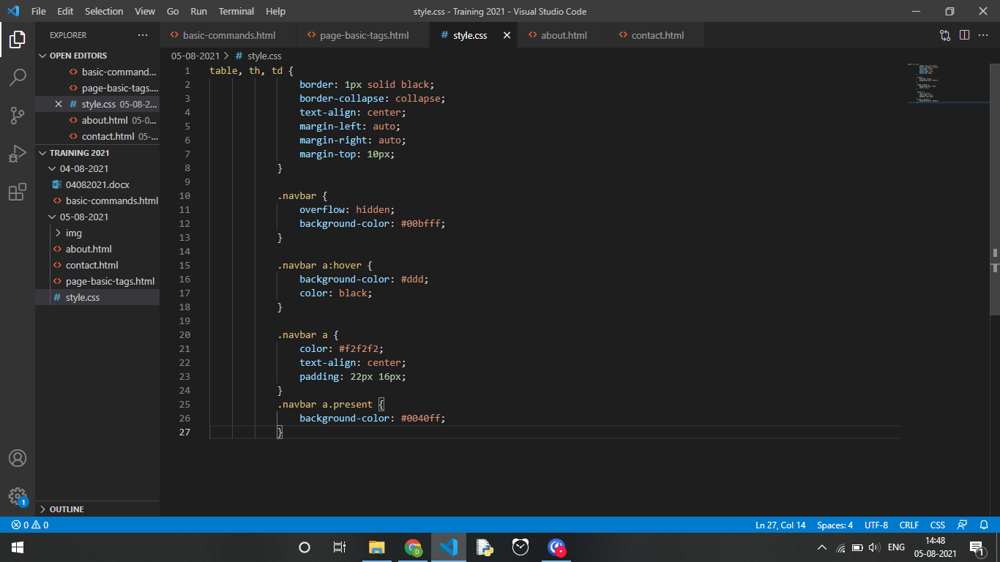 File Edit Selection View Go Run Terminal Help style.css - Training 2021 - Visual Studio Code
EXPLORER
basic-commands.html page-basic-tags.html style.css about.html contact.html
OPEN EDITORS
basic-command...
page-basic-tags....
style.css 05-08-2...
about.html 05-0...
contact.html 05-...
TRAINING 2021
04-08-2021
04082021.docx
basic-commands.html
05-08-2021
img
about.html
contact.html
page-basic-tags.html
style.css
OUTLINE
05-08-2021 > # style.css
1 table, th, td {
2 border: 1px solid black;
3 border-collapse: collapse;
4 text-align: center;
5 margin-left: auto;
6 margin-right: auto;
7 margin-top: 10px;
8 }
9
10 .navbar {
11 overflow: hidden;
12 background-color: #00bfff;
13 }
14
15 .navbar a:hover {
16 background-color: #ddd;
17 color: black;
18 }
19
20 .navbar a {
21 color: #f2f2f2;
22 text-align: center;
23 padding: 22px 16px;
24 }
25 .navbar a.present {
26 background-color: #0040ff;
27 }
1
0 0 Ln 27, Col 14 Spaces: 4 UTF-8 CRLF CSS
D ENG 14:48
05-08-2021 1